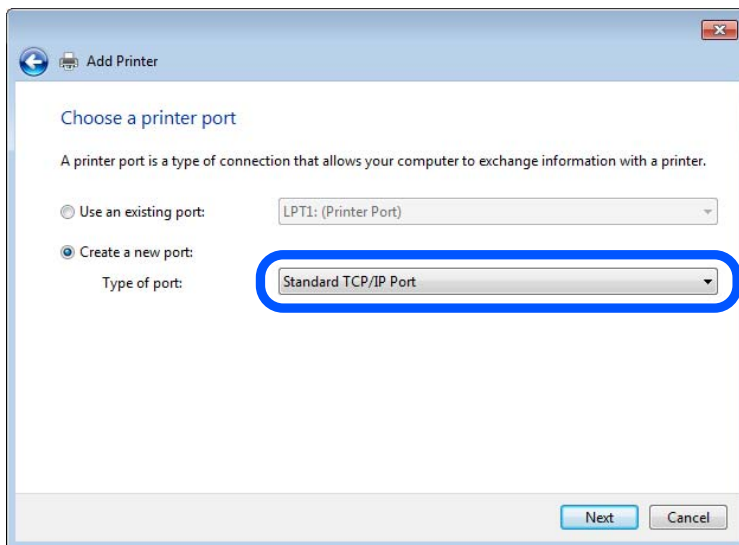 Add Printer
Choose a printer port
A printer port is a type of connection that allows your computer to exchange information with a printer.
Use an existing port: LPT1: (Printer Port)
Create a new port:
Type of port: Standard TCP/IP Port
Next Cancel